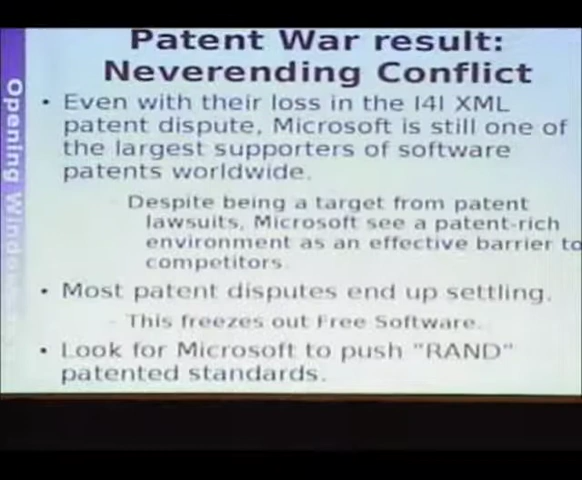 Patent War result:
Neverending Conflict
• Even with their loss in the I4I XML
patent dispute, Microsoft is still one of
the largest supporters of software
patents worldwide.
– Despite being a target from patent
lawsuits, Microsoft see a patent-rich
environment as an effective barrier to
competitors.
• Most patent disputes end up settling.
– This freezes out Free Software.
• Look for Microsoft to push "RAND"
patented standards.
Opening Windows